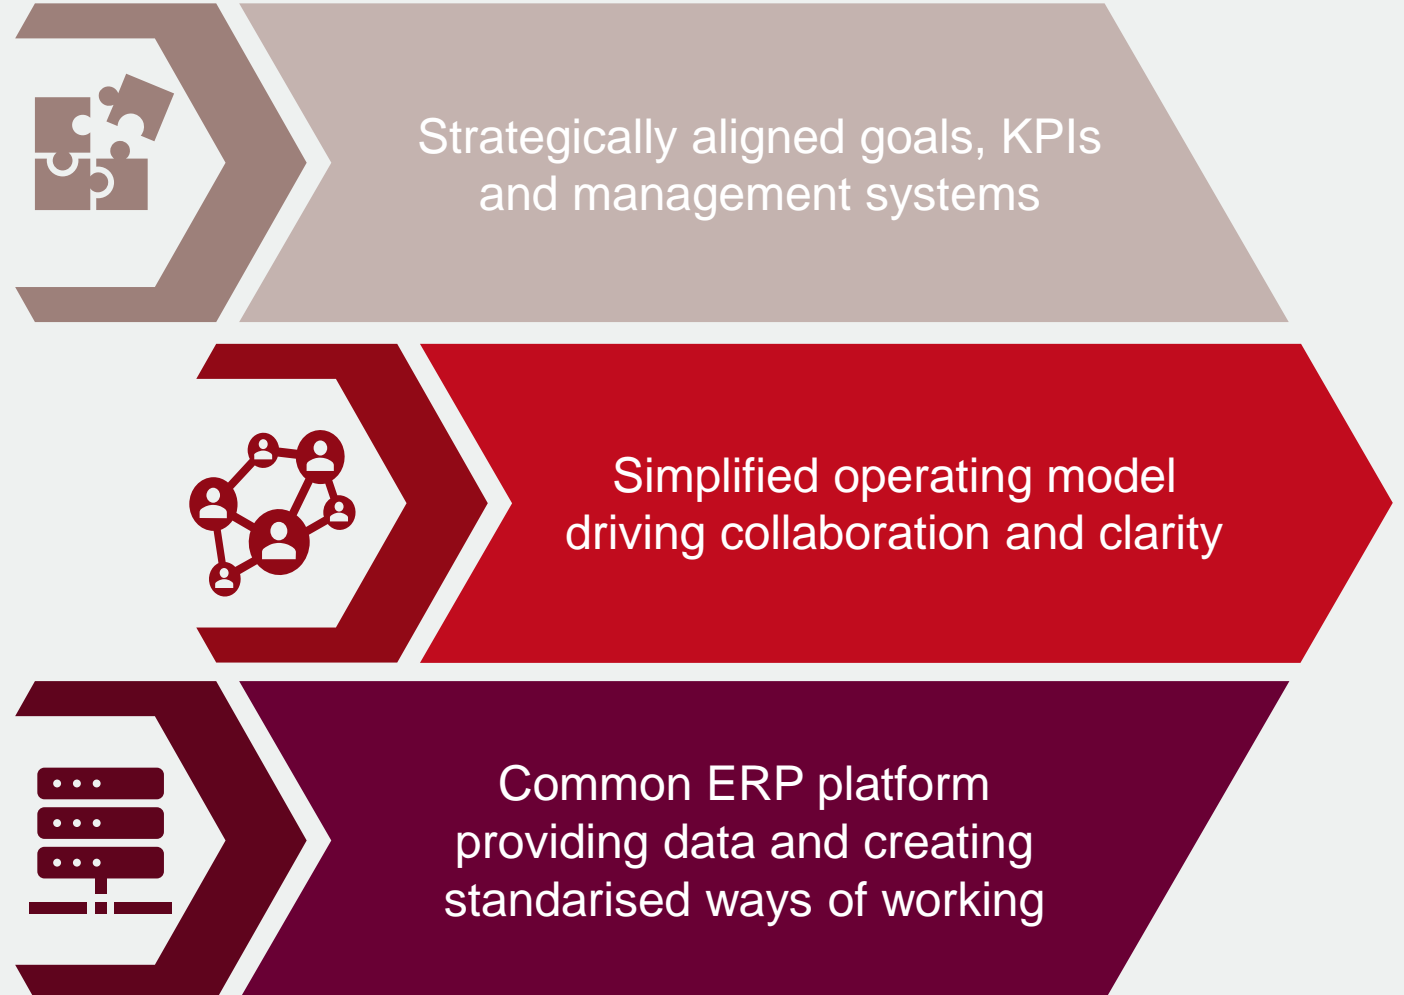 Strategically aligned goals, KPIs
and management systems
Simplified operating model
driving collaboration and clarity
Common ERP platform
providing data and creating
standarised ways of working